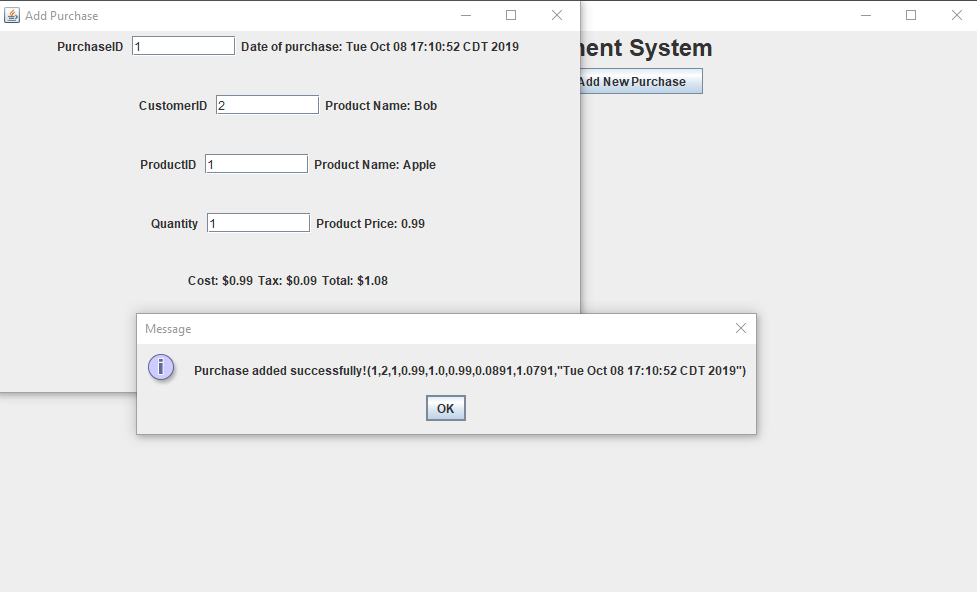 Add Purchase
PurchaseID 1 Date of purchase: Tue Oct 08 17:10:52 CDT 2019
ment System
Add New Purchase
CustomerID 2 Product Name: Bob
ProductID 1 Product Name: Apple
Quantity 1 Product Price: 0.99
Cost: $0.99 Tax: $0.09 Total: $1.08
Message
Purchase added successfully!(1,2,1,0.99,1.0,0.99,0.0891,1.0791,"Tue Oct 08 17:10:52 CDT 2019")
OK